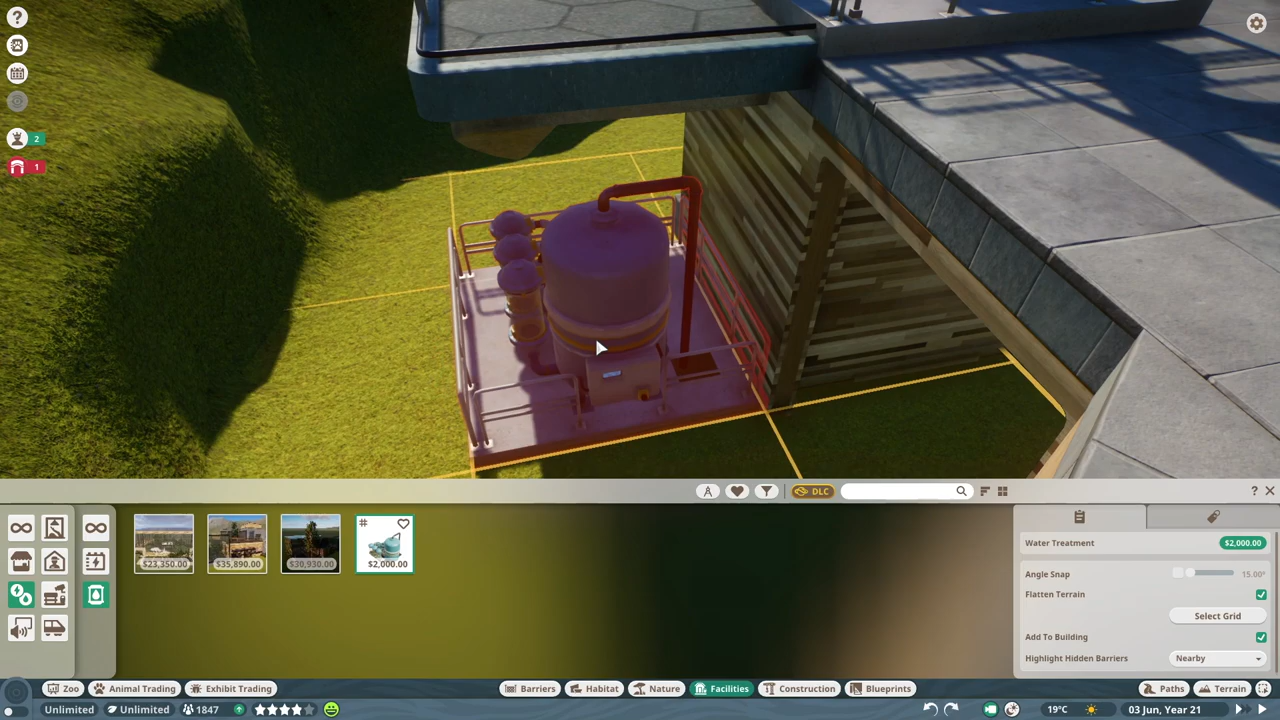 ?
2
1
DLC
?
$23,350.00
$35,890.00
$30,930.00
#
$2,000.00
Water Treatment
$2,000.00
Angle Snap
15.00°
Flatten Terrain
Select Grid
Add To Building
Highlight Hidden Barriers
Nearby
Zoo
Animal Trading
Exhibit Trading
Barriers
Habitat
Nature
Facilities
Construction
Blueprints
Paths
Terrain
Unlimited
Unlimited
1847
19°C
03 Jun, Year 21